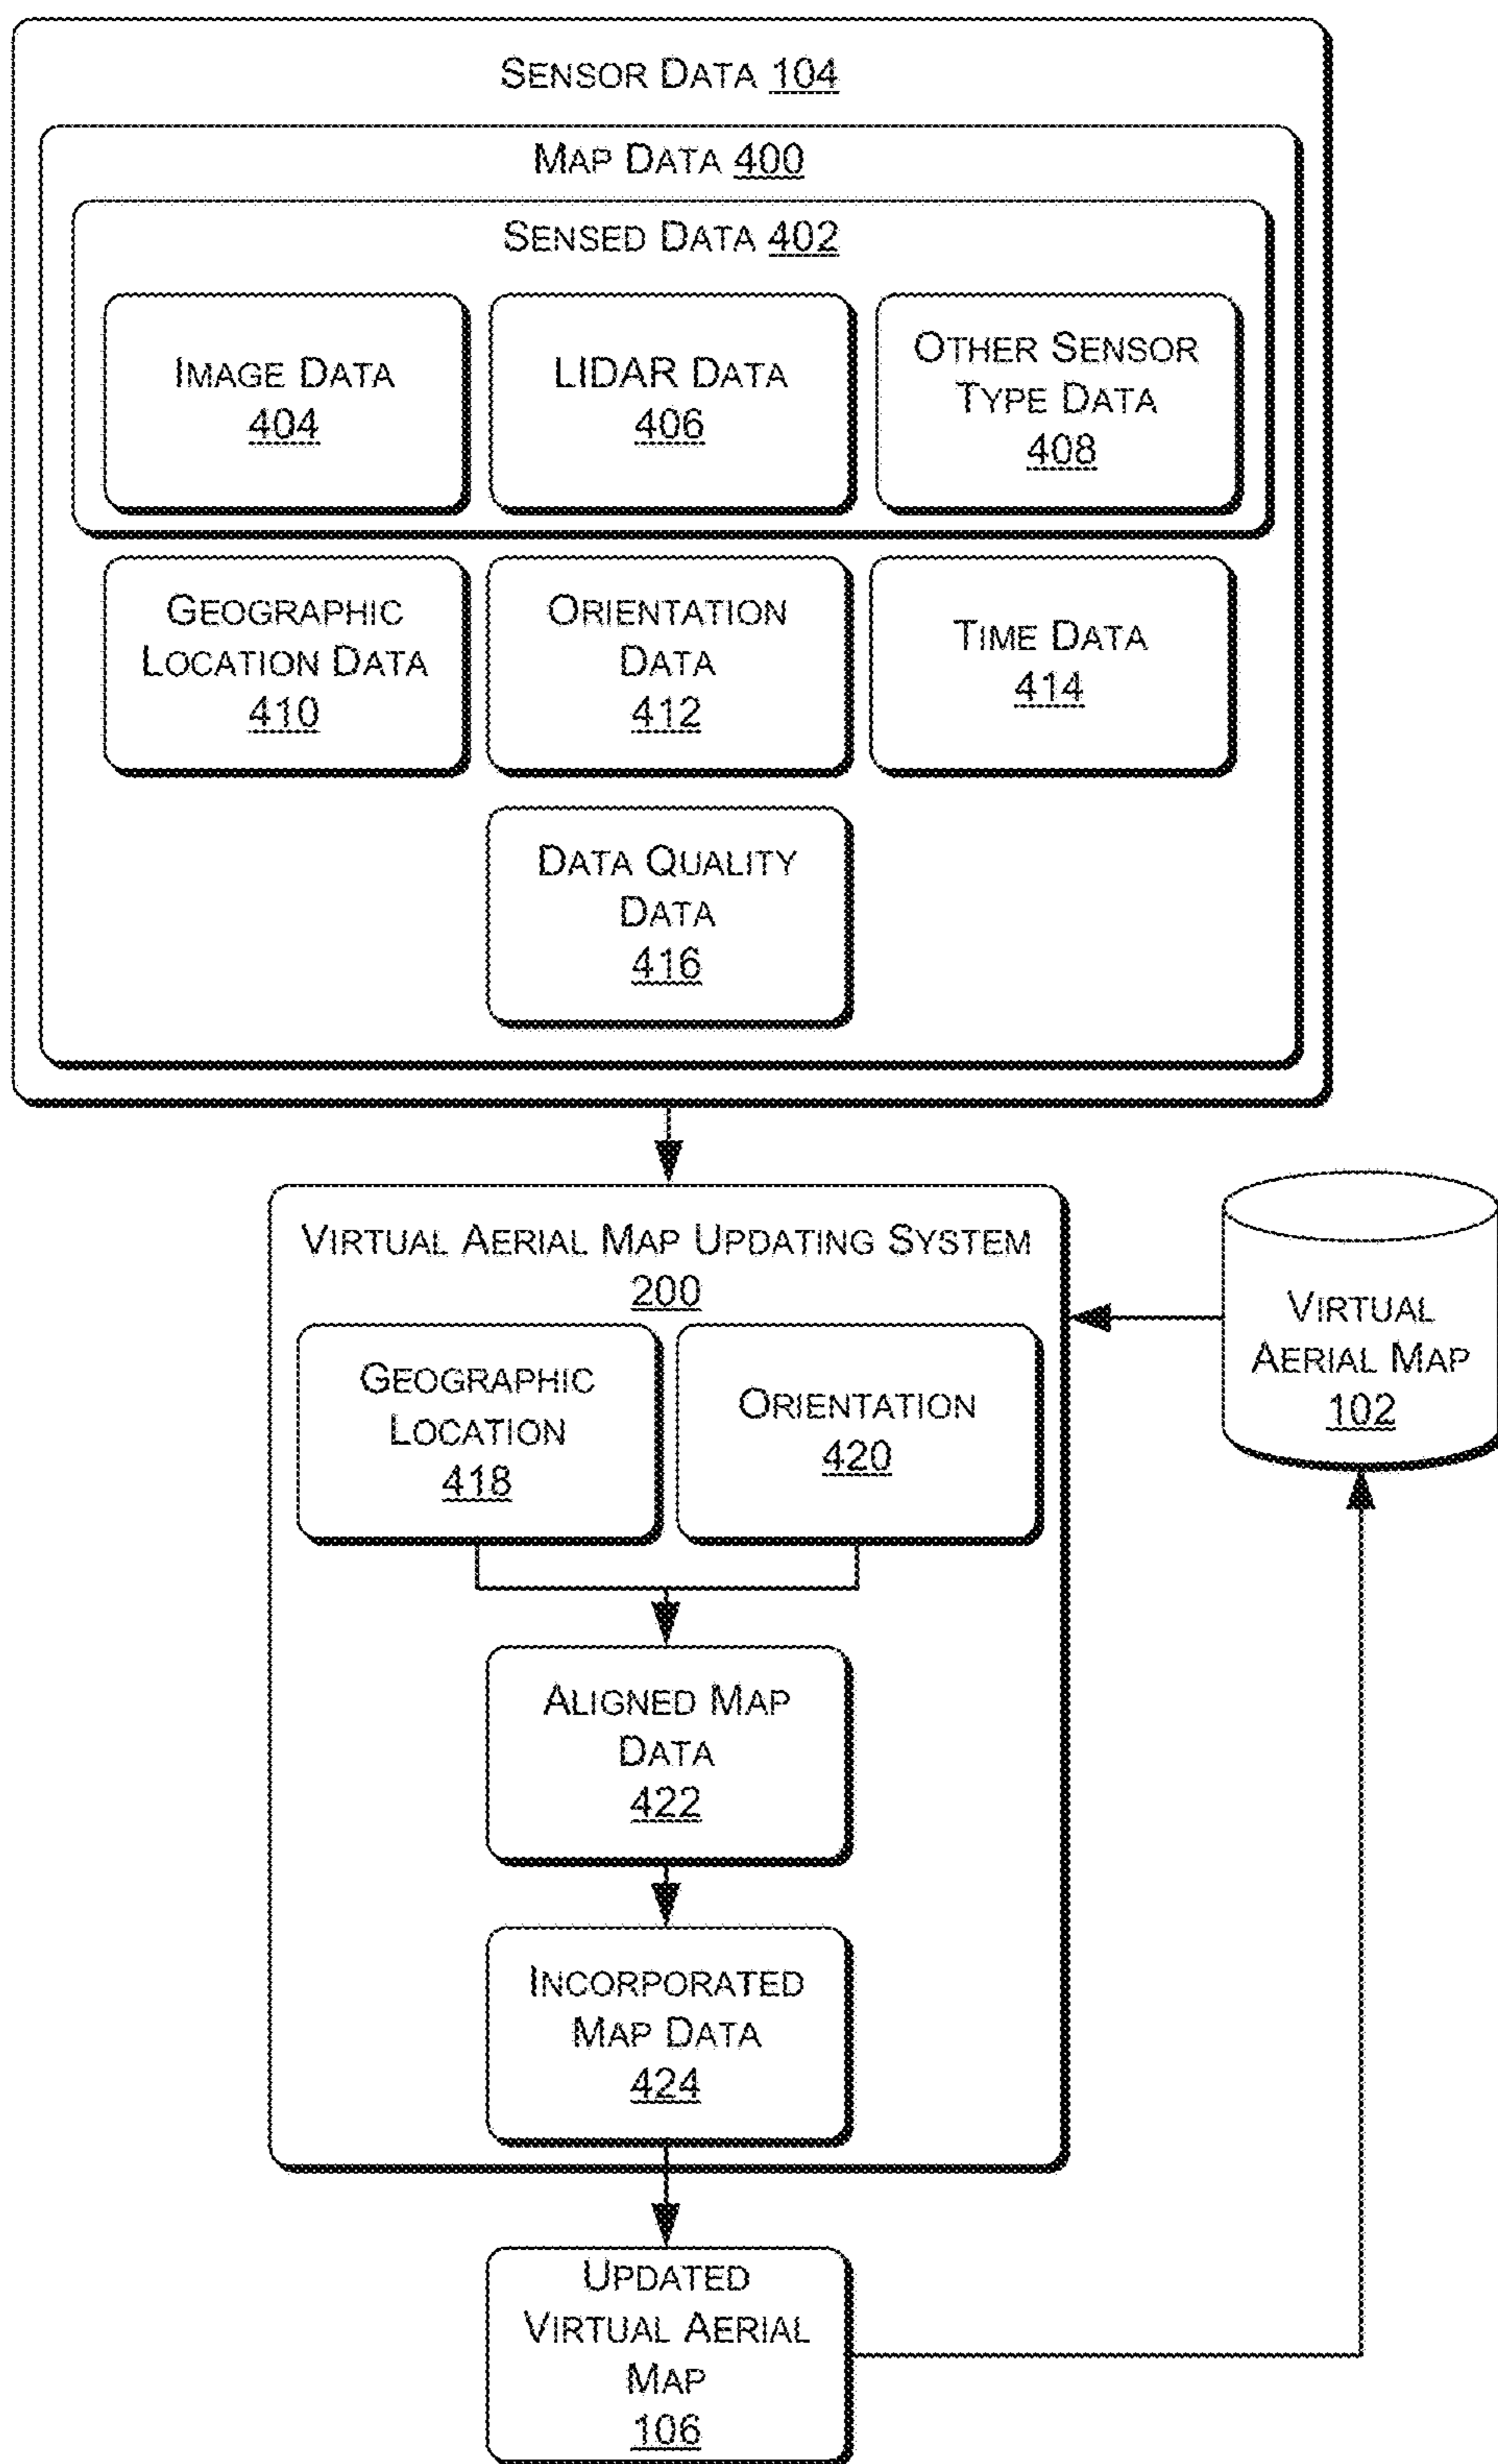 SENSOR DATA 104
MAP DATA 400
SENSED DATA 402
IMAGE DATA
404
LIDAR DATA
406
OTHER SENSOR
TYPE DATA
408
GEOGRAPHIC
LOCATION DATA
410
ORIENTATION
DATA
412
TIME DATA
414
DATA QUALITY
DATA
416
VIRTUAL AERIAL MAP UPDATING SYSTEM
200
GEOGRAPHIC
LOCATION
418
ORIENTATION
420
VIRTUAL
AERIAL MAP
102
ALIGNED MAP
DATA
422
INCORPORATED
MAP DATA
424
UPDATED
VIRTUAL AERIAL
MAP
106